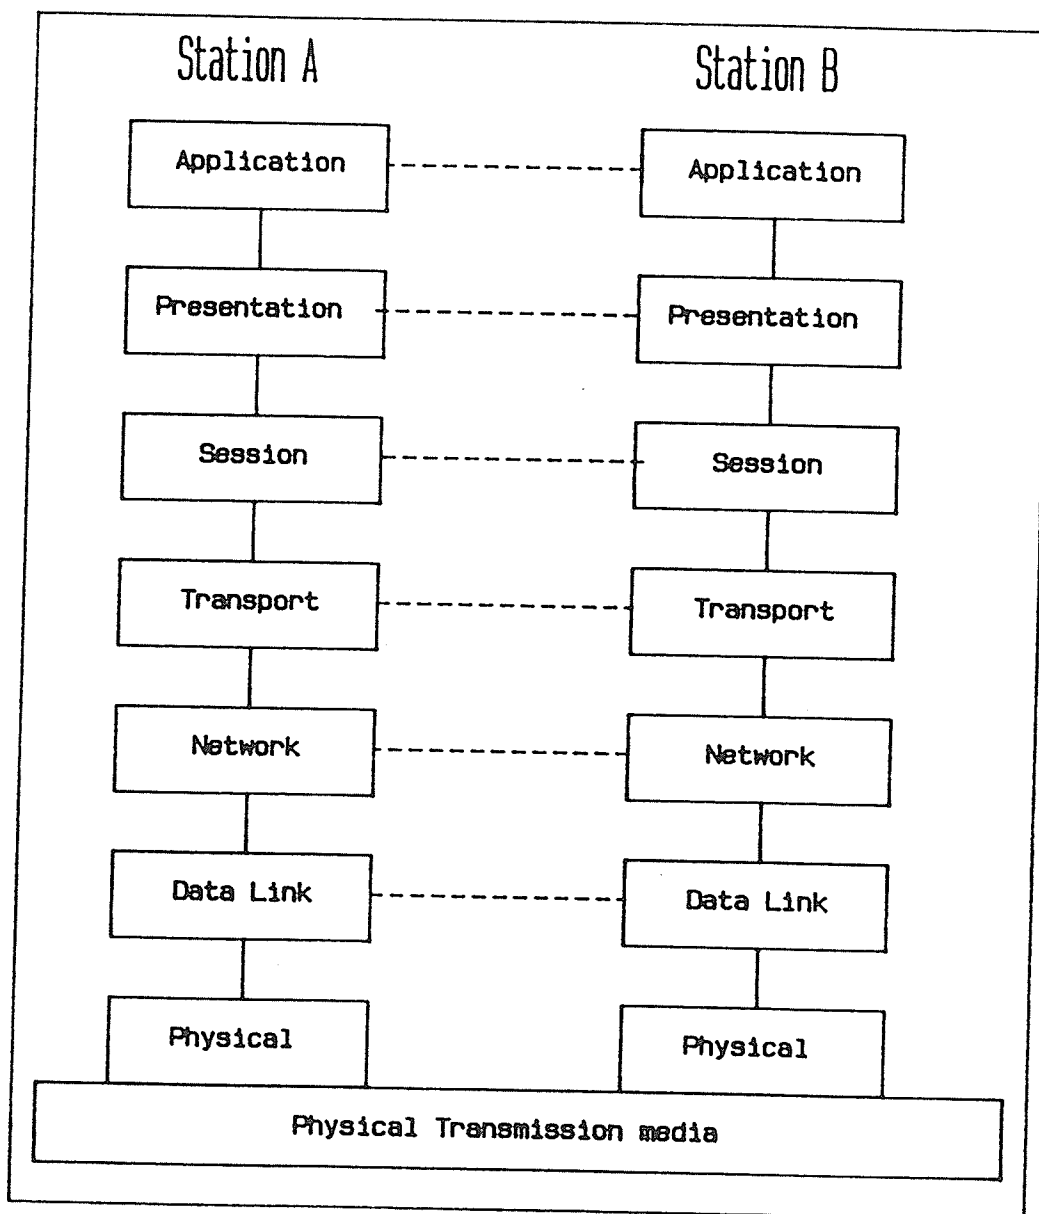 Station A Station B
Application Application
Presentation Presentation
Session Session
Transport Transport
Network Network
Data Link Data Link
Physical Physical
Physical Transmission media